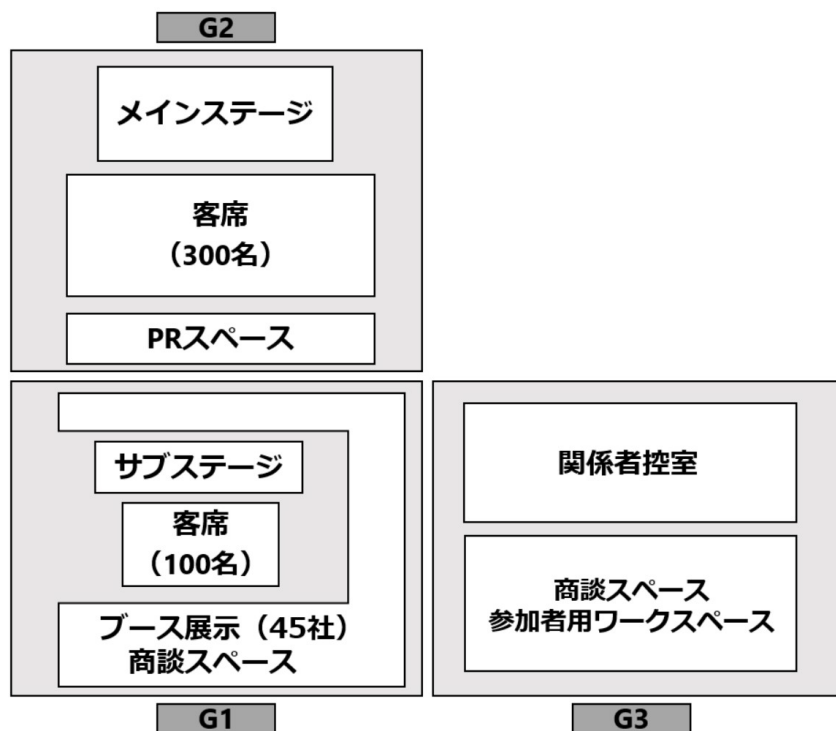 G2
メインステージ
客席
（300名）
PRスペース
サブステージ
客席
（100名）
ブース展示（45社）
商談スペース
G1
関係者控室
商談スペース
参加者用ワークスペース
G3